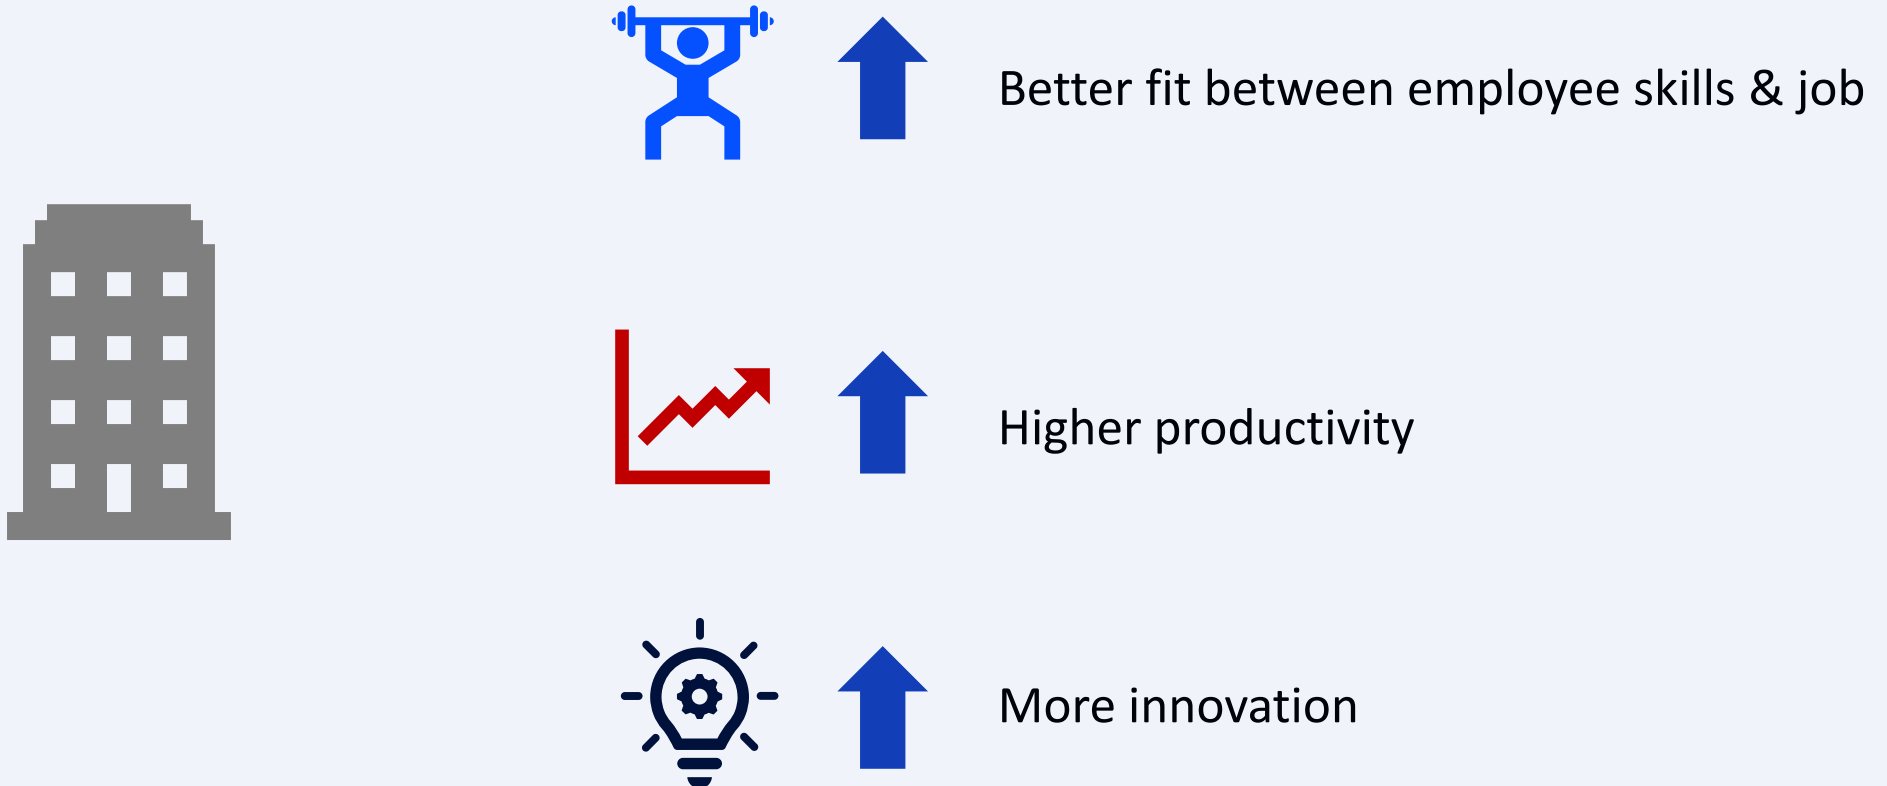 Better fit between employee skills & job
Higher productivity
More innovation